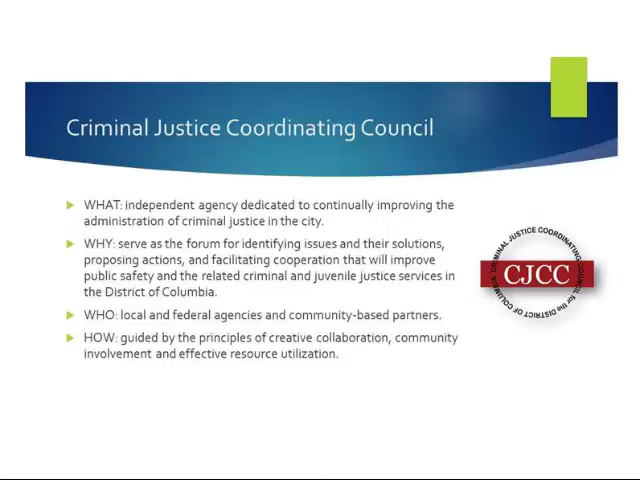 Criminal Justice Coordinating Council
WHAT: independent agency dedicated to continually improving the
administration of criminal justice in the city.
WHY: serve as the forum for identifying issues and their solutions,
proposing actions, and facilitating cooperation that will improve
public safety and the related criminal and juvenile justice services in
the District of Columbia.
WHO: local and federal agencies and community-based partners.
HOW: guided by the principles of creative collaboration, community
involvement and effective resource utilization.
CRIMINAL JUSTICE COORDINATING COUNCIL for the DISTRICT OF COLUMBIA
CJCC